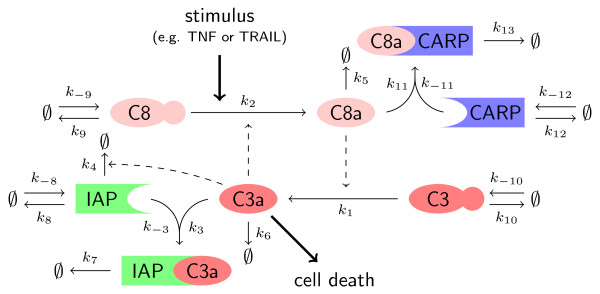 stimulus
(e.g. TNF or TRAIL)
C8a CARP k₁₃ ∅
∅ k₅ k₁₁ k₋₁₁
∅ k₋₉ k₉ C8 k₂ C8a CARP k₋₁₂ k₁₂ ∅
∅
k₄
∅ k₋₈ k₈ IAP C3a k₁ C3 k₋₁₀ k₁₀ ∅
k₋₃ k₃ k₆
∅ k₇ IAP C3a ∅
cell death